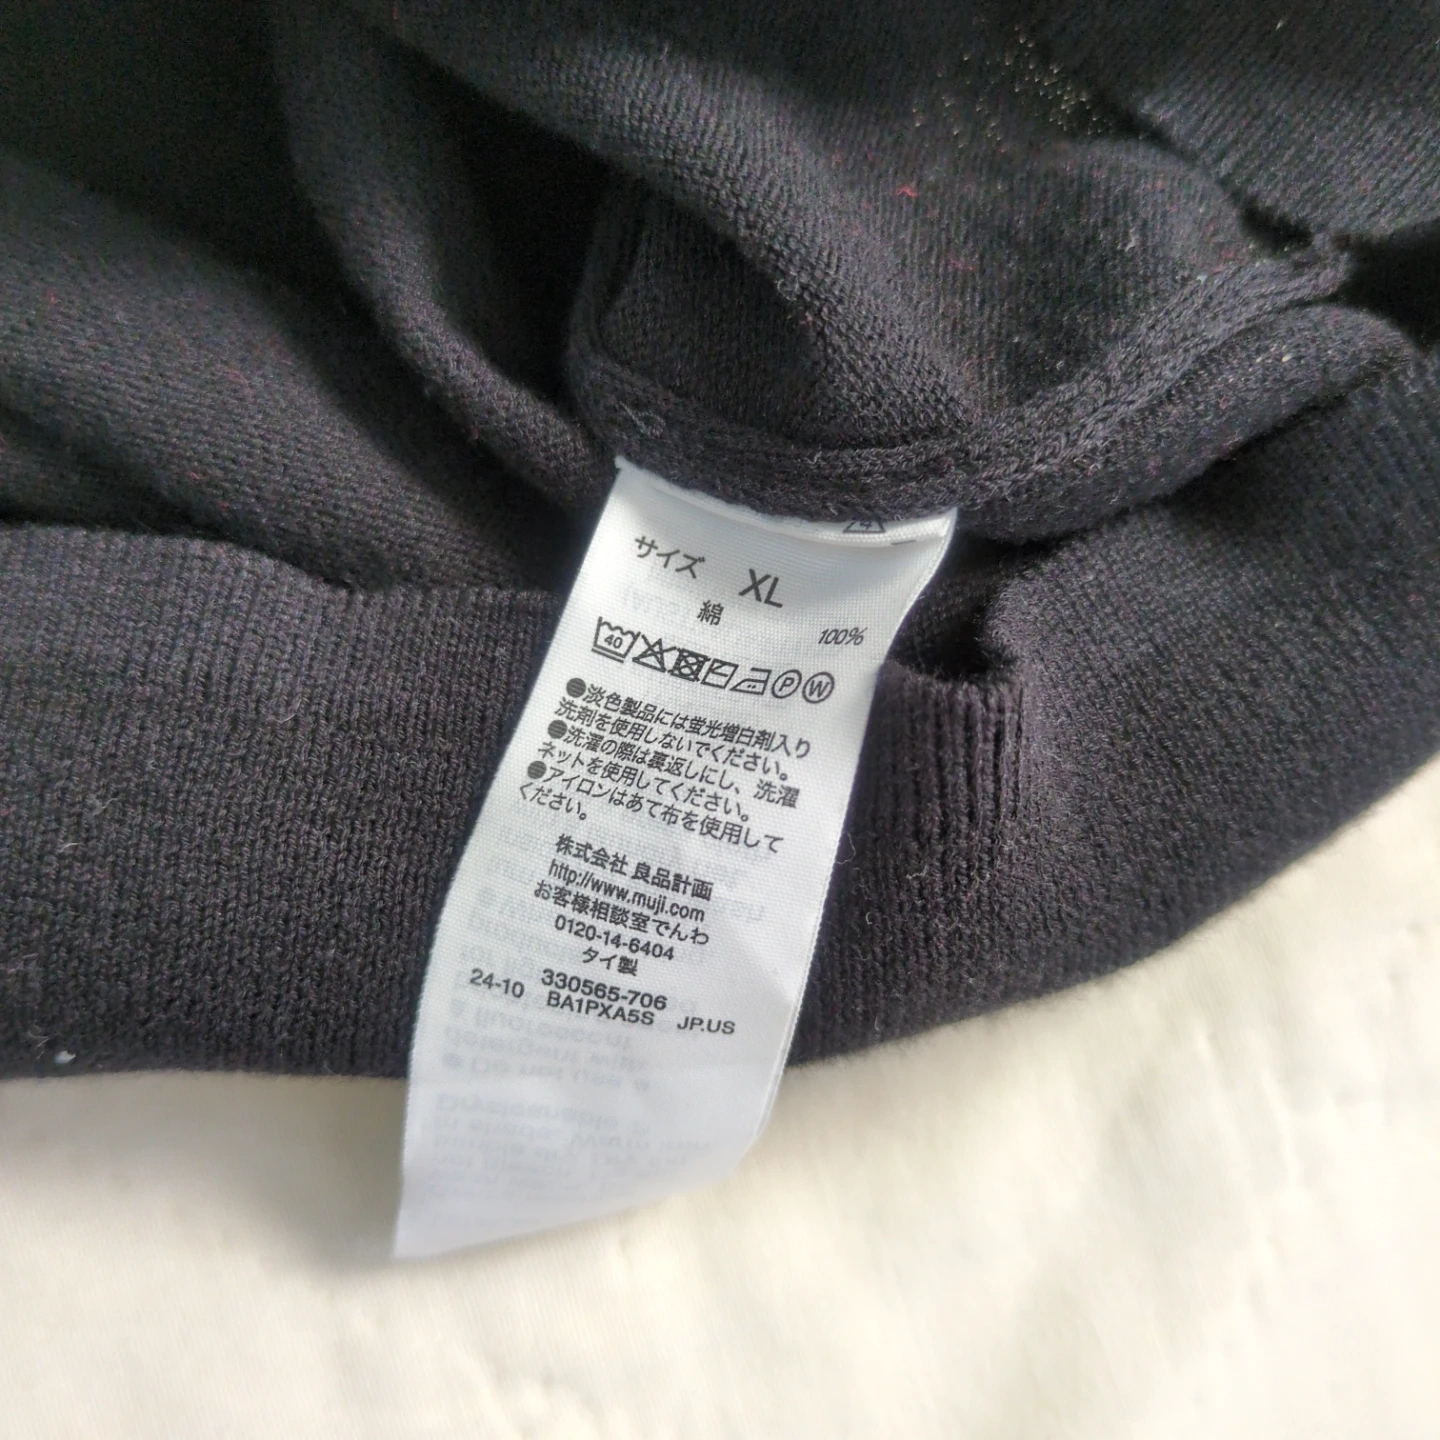 サイズ XL
綿 100%
40 P W
●淡色製品には蛍光増白剤入り
洗剤を使用しないでください。
●洗濯の際は裏返しにし、洗濯
ネットを使用してください。
●アイロンはあて布を使用して
ください。
株式会社 良品計画
http://www.muji.com
お客様相談室でんわ
0120-14-6404
タイ製
330565-706
24-10 BA1PXA5S JP.US